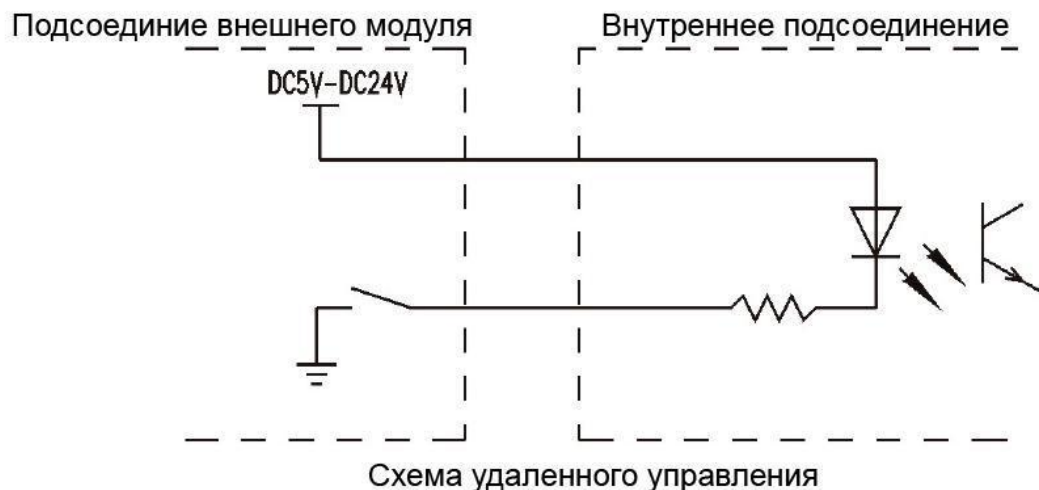 Подсоединие внешнего модуля
Внутреннее подсоединение
DC5V-DC24V
Схема удаленного управления